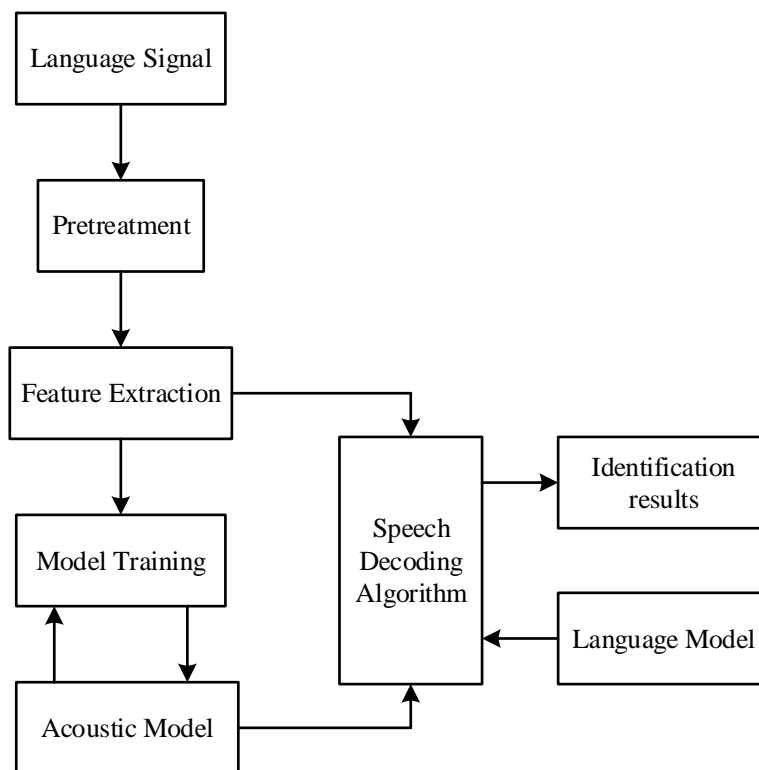 Language Signal
Pretreatment
Feature Extraction
Model Training
Acoustic Model
Speech
Decoding
Algorithm
Identification
results
Language Model